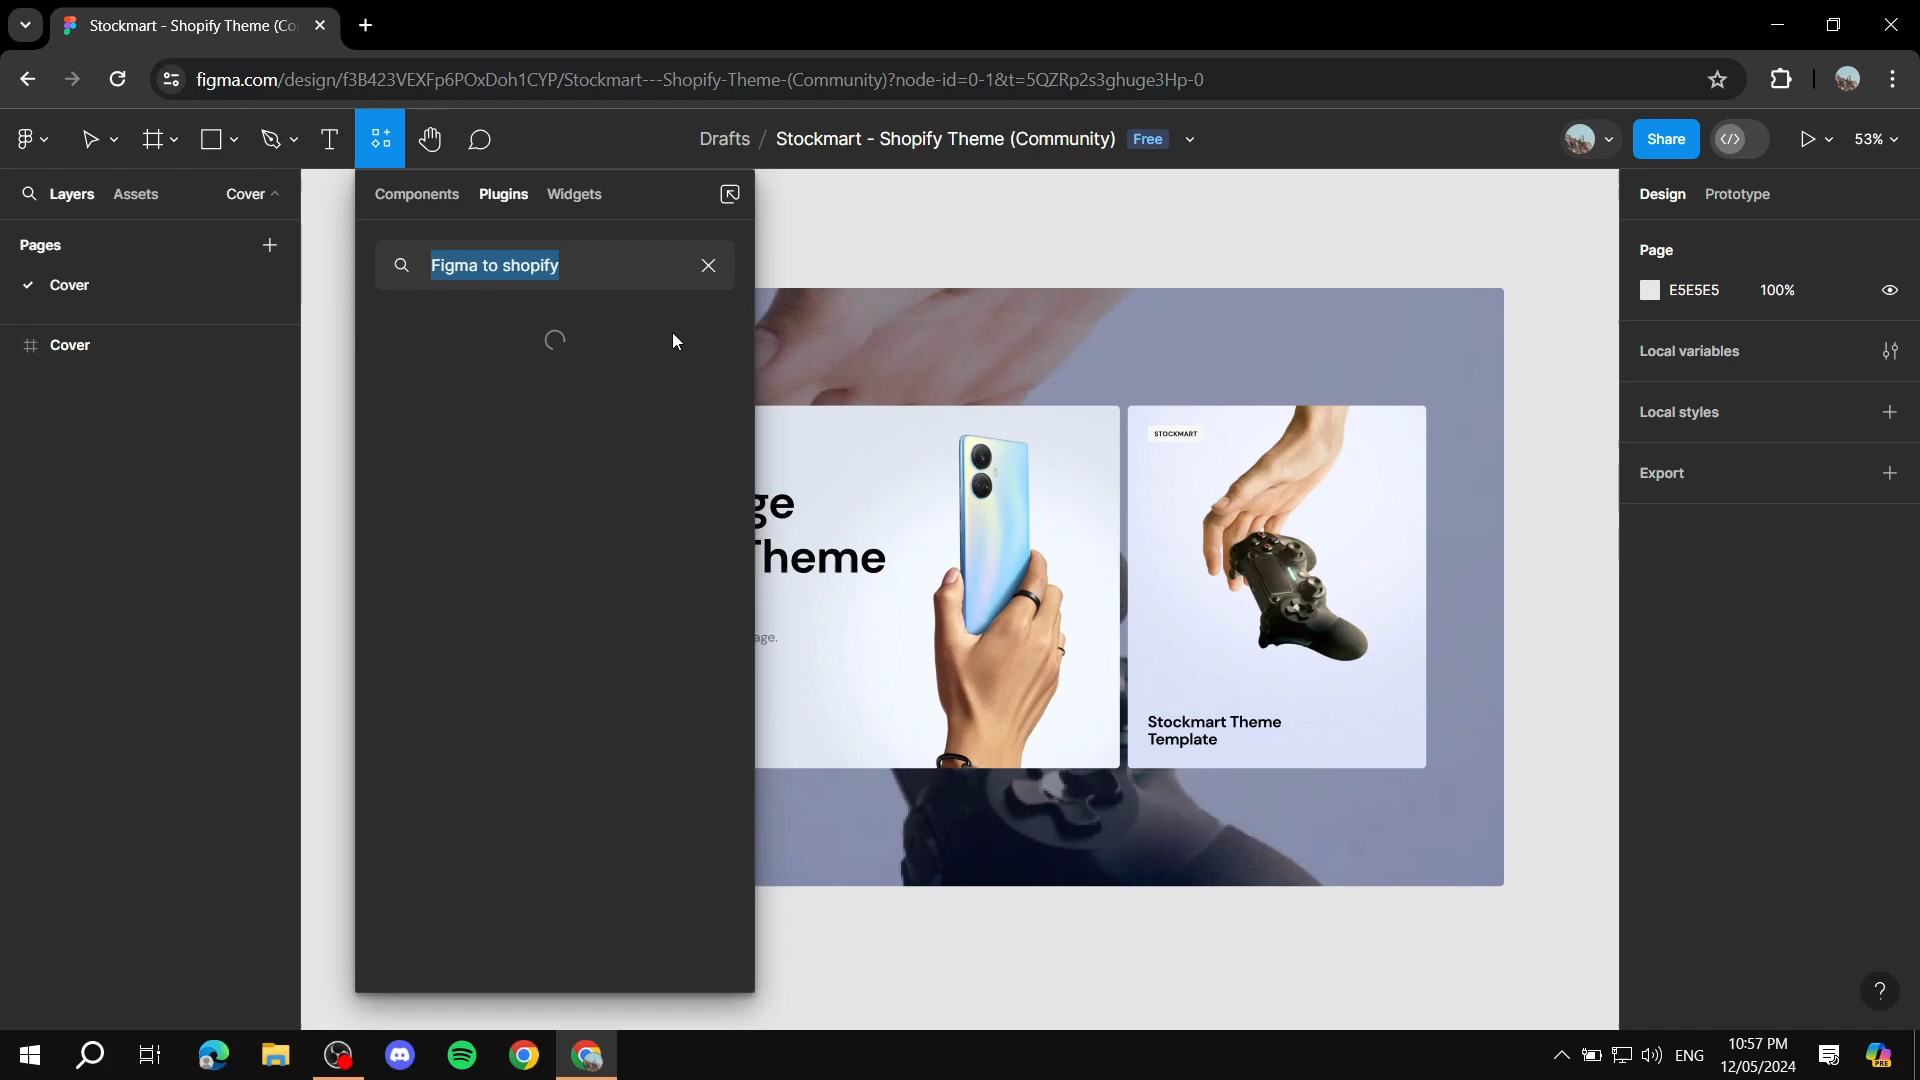 Stockmart - Shopify Theme (Co
figma.com/design/f3B423VEXFp6POxDoh1CYP/Stockmart---Shopify-Theme-(Community)?node-id=0-1&t=5QZRp2s3ghuge3Hp-0
Drafts / Stockmart - Shopify Theme (Community) Free
Share
53%
Layers Assets Cover
Components Plugins Widgets
Design Prototype
Pages
Cover
Cover
Figma to shopify
Page
E5E5E5 100%
Local variables
Local styles
Export
STOCKMART
ge
Theme
age.
Stockmart Theme
Template
?
ENG
10:57 PM
12/05/2024
PRE